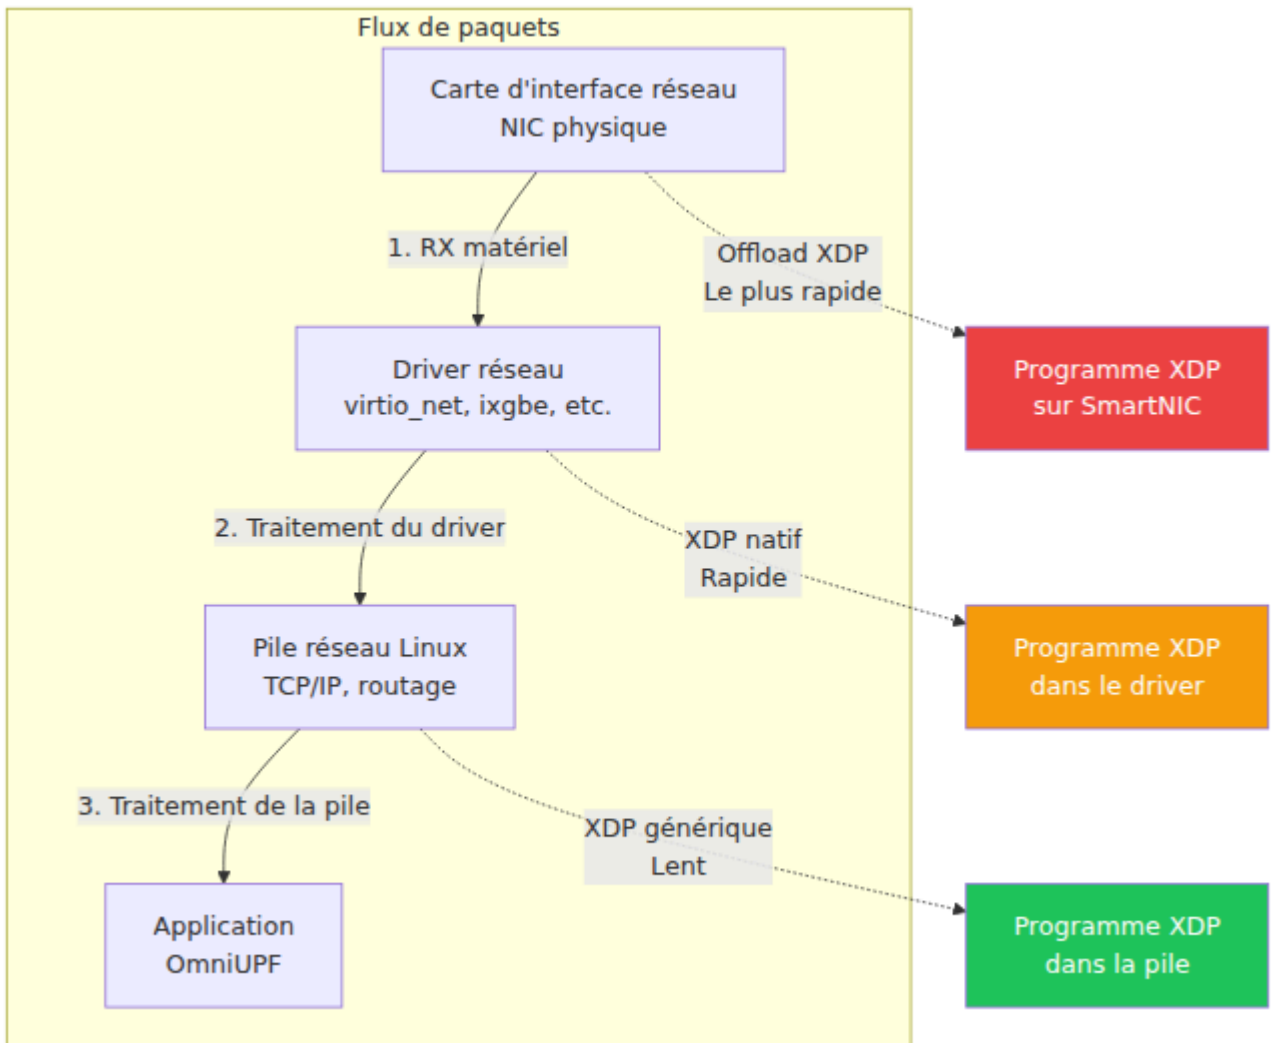 Flux de paquets
Carte d'interface réseau
NIC physique
1. RX matériel
Offload XDP
Le plus rapide
Driver réseau
virtio_net, ixgbe, etc.
Programme XDP
sur SmartNIC
2. Traitement du driver
XDP natif
Rapide
Pile réseau Linux
TCP/IP, routage
Programme XDP
dans le driver
3. Traitement de la pile
XDP générique
Lent
Application
OmniUPF
Programme XDP
dans la pile